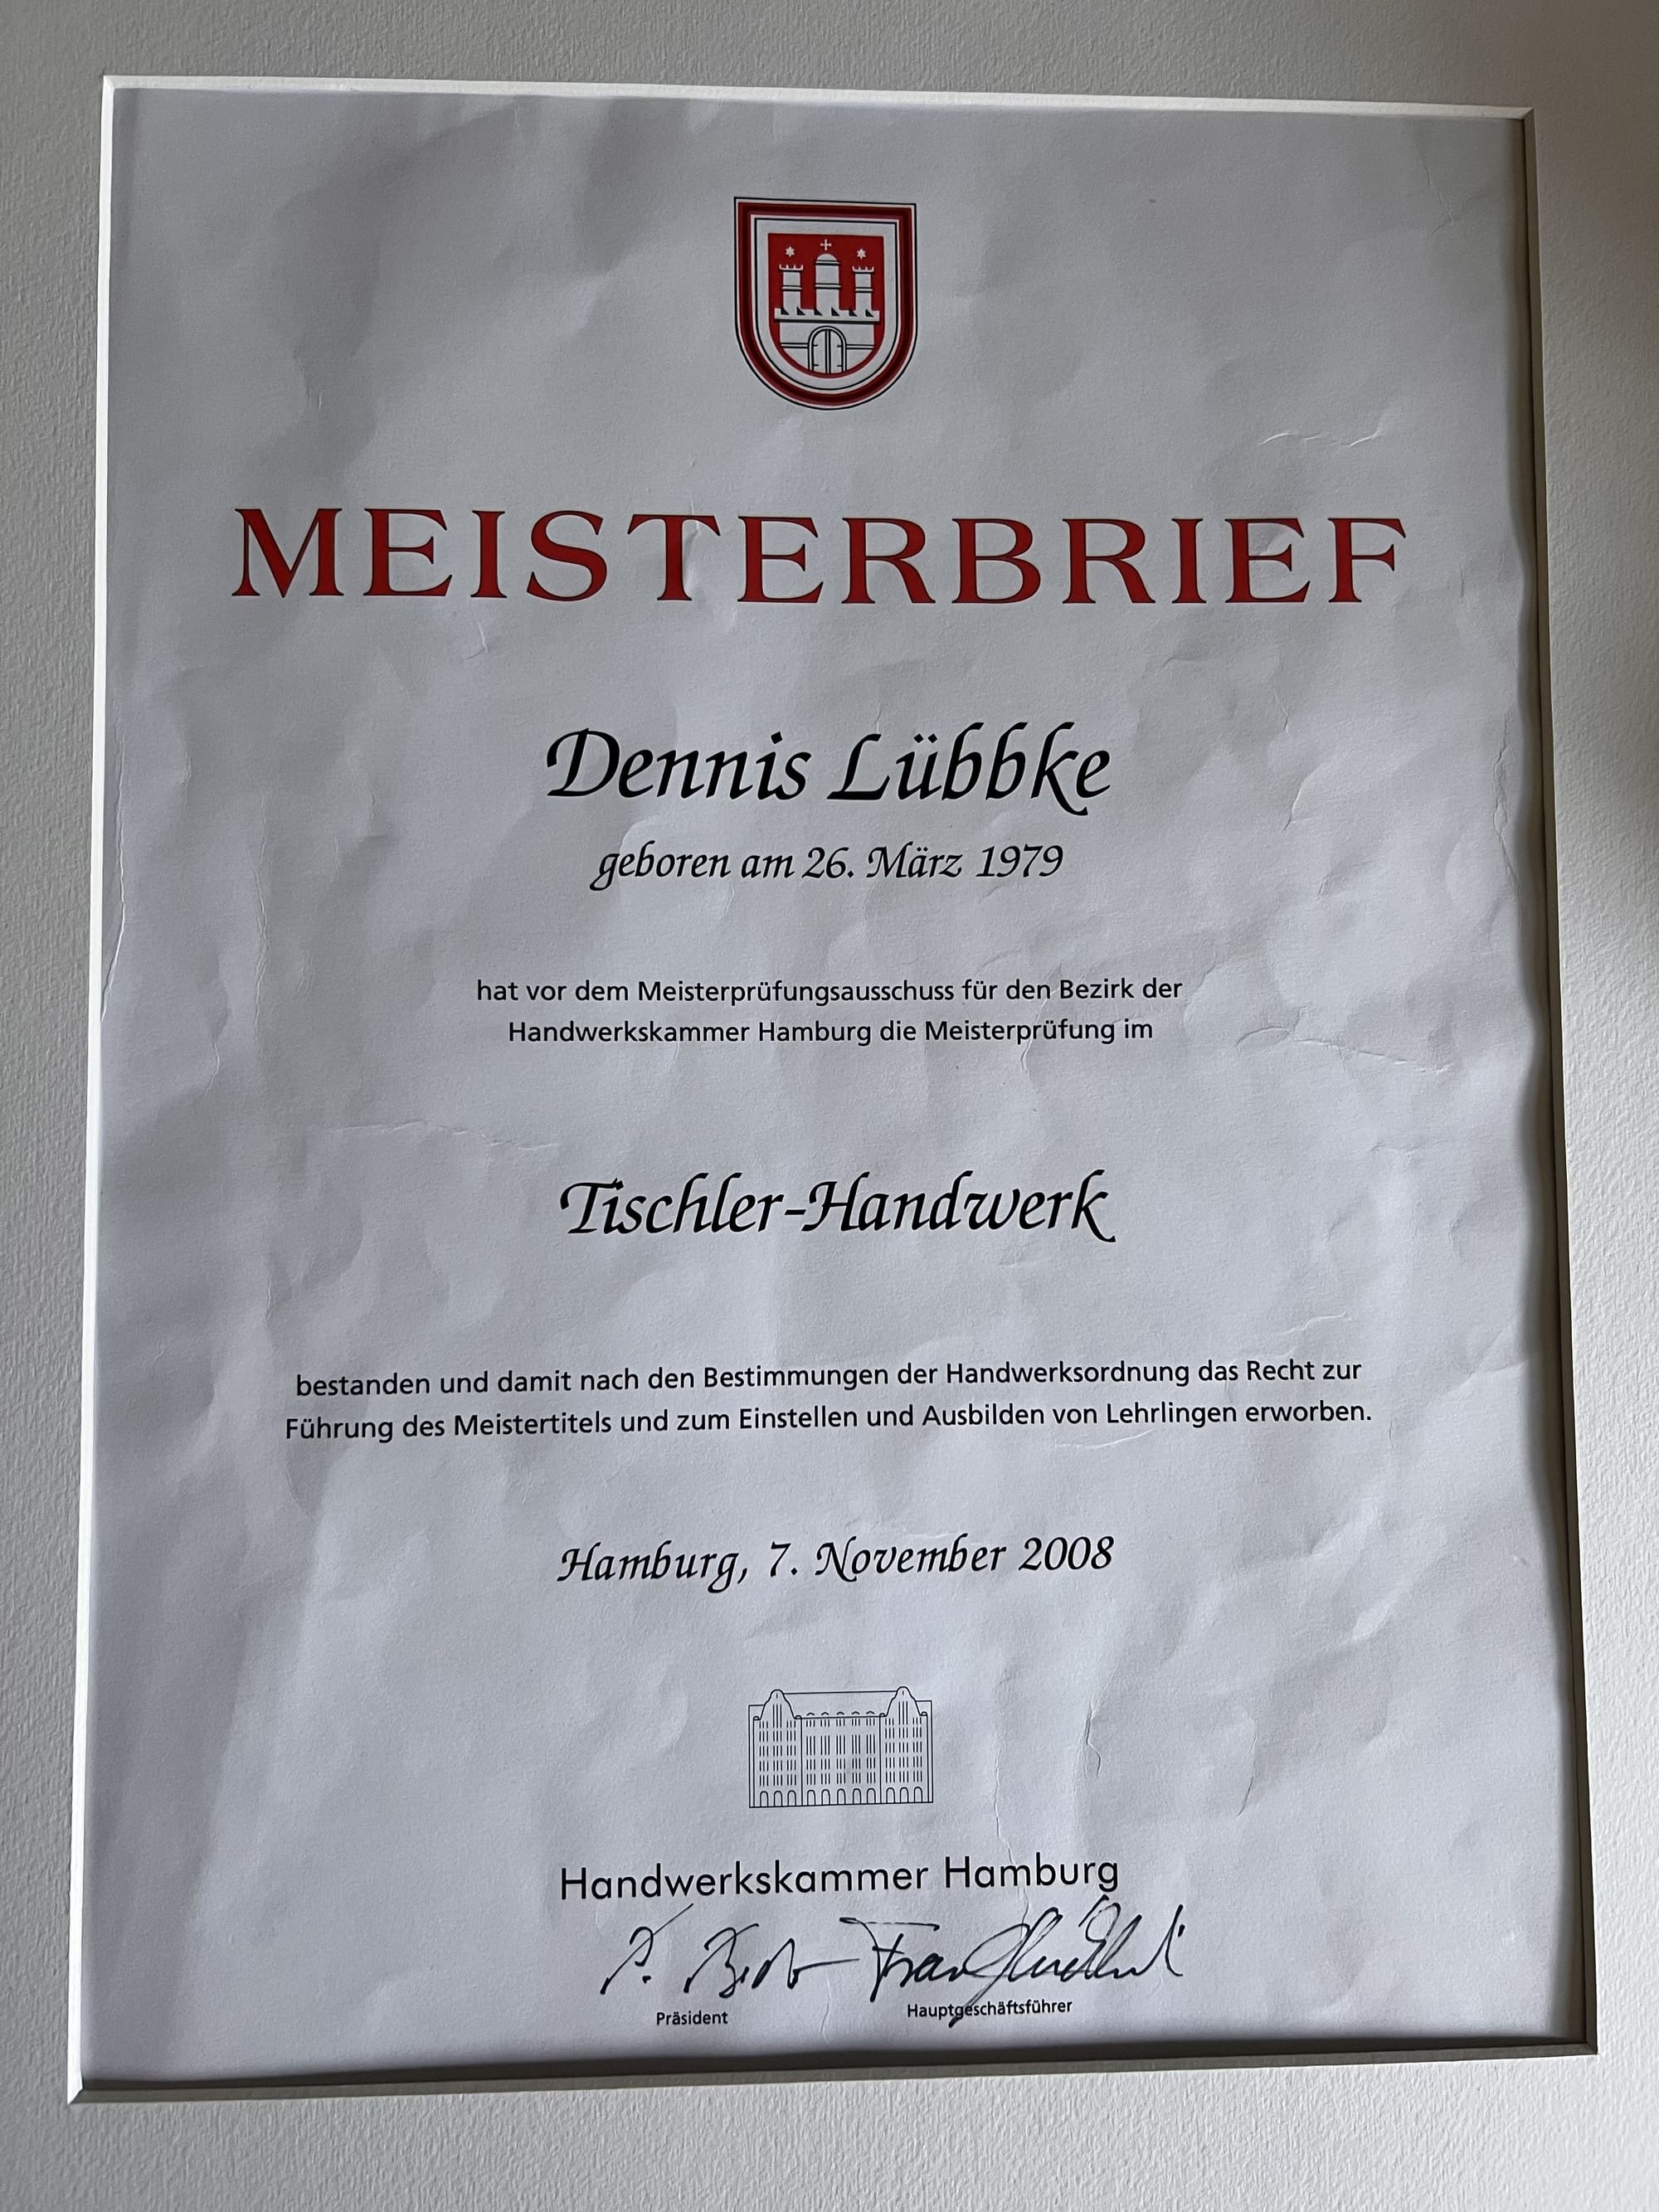 MEISTERBRIEF
Dennis Lübbke
geboren am 26. März 1979
hat vor dem Meisterprüfungsausschuss für den Bezirk der
Handwerkskammer Hamburg die Meisterprüfung im
Tischler-Handwerk
bestanden und damit nach den Bestimmungen der Handwerksordnung das Recht zur
Führung des Meistertitels und zum Einstellen und Ausbilden von Lehrlingen erworben.
Hamburg, 7. November 2008
Handwerkskammer Hamburg
Präsident
Hauptgeschäftsführer